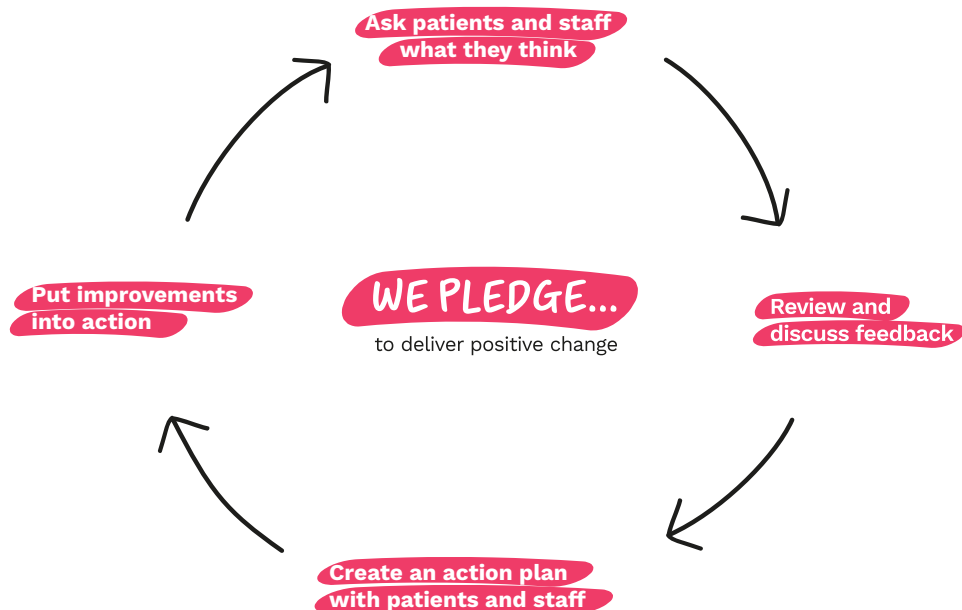 Ask patients and staff
what they think
Put improvements
into action
WE PLEDGE...
to deliver positive change
Review and
discuss feedback
Create an action plan
with patients and staff